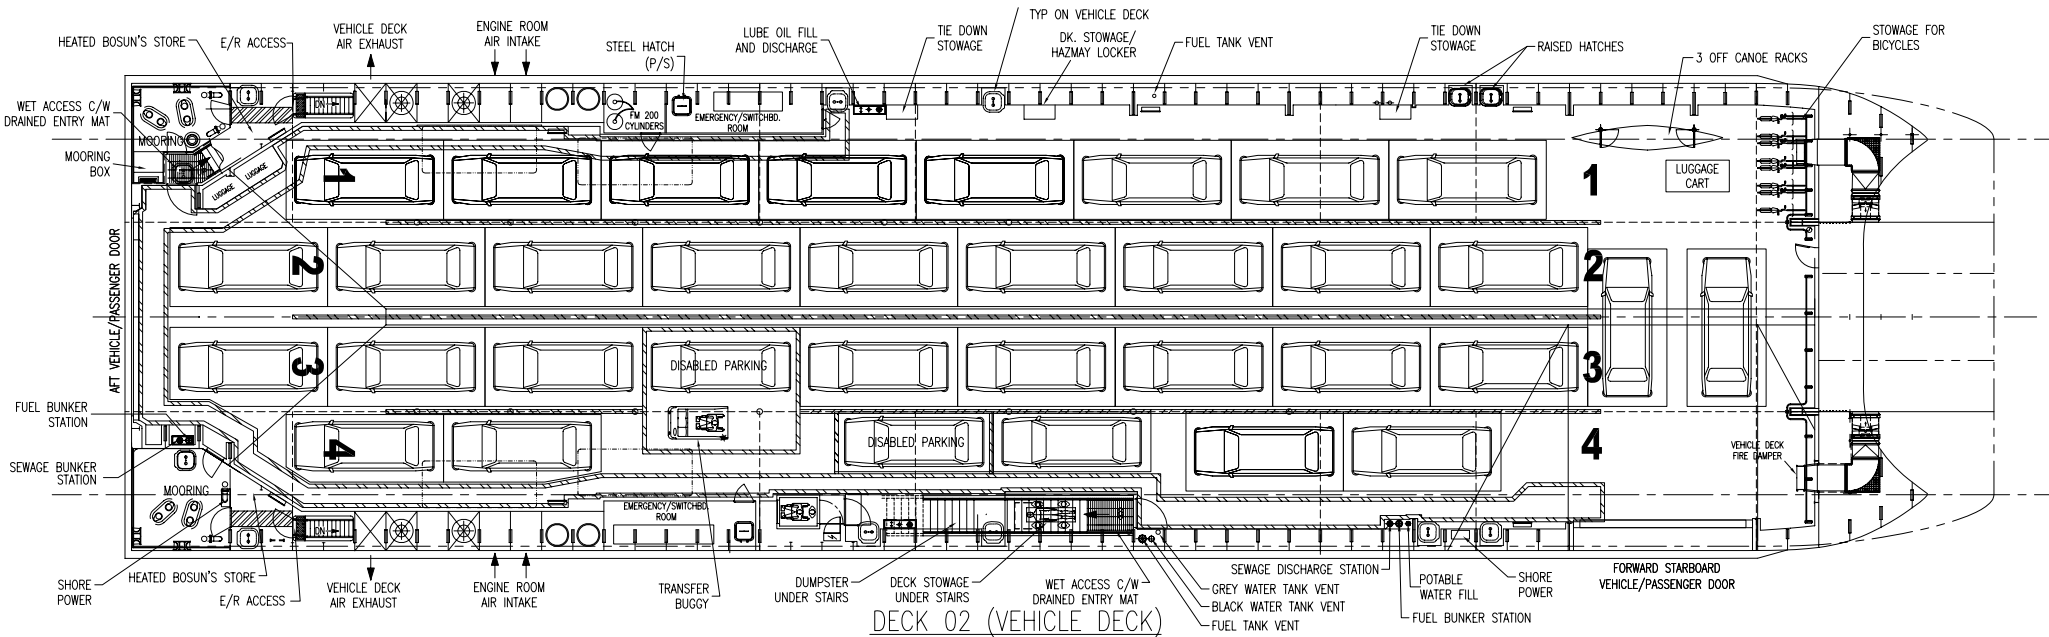 VEHICLE DECK
AIR EXHAUST
ENGINE ROOM
AIR INTAKE
TYP ON VEHICLE DECK
HEATED BOSUN'S STORE
E/R ACCESS
STEEL HATCH
(P/S)
LUBE OIL FILL
AND DISCHARGE
TIE DOWN
STOWAGE
DK. STOWAGE/
HAZMAY LOCKER
FUEL TANK VENT
TIE DOWN
STOWAGE
RAISED HATCHES
3 OFF CANOE RACKS
STOWAGE FOR
BICYCLES
WET ACCESS C/W
DRAINED ENTRY MAT
MOORING
BOX
MOORING
DN
FM 200
CYLINDERS
EMERGENCY/SWITCHBD.
ROOM
LUGGAGE
LUGGAGE
1
1
LUGGAGE
CART
AFT VEHICLE/PASSENGER DOOR
2
2
3
DISABLED PARKING
3
FUEL BUNKER
STATION
SEWAGE BUNKER
STATION
4
DISABLED PARKING
4
VEHICLE DECK
FIRE DAMPER
MOORING
DN
EMERGENCY/SWITCHBD.
ROOM
SHORE
POWER
HEATED BOSUN'S STORE
E/R ACCESS
VEHICLE DECK
AIR EXHAUST
ENGINE ROOM
AIR INTAKE
TRANSFER
BUGGY
DUMPSTER
UNDER STAIRS
DECK STOWAGE
UNDER STAIRS
WET ACCESS C/W
DRAINED ENTRY MAT
SEWAGE DISCHARGE STATION
GREY WATER TANK VENT
BLACK WATER TANK VENT
FUEL TANK VENT
POTABLE
WATER FILL
FUEL BUNKER STATION
SHORE
POWER
FORWARD STARBOARD
VEHICLE/PASSENGER DOOR
DECK 02 (VEHICLE DECK)